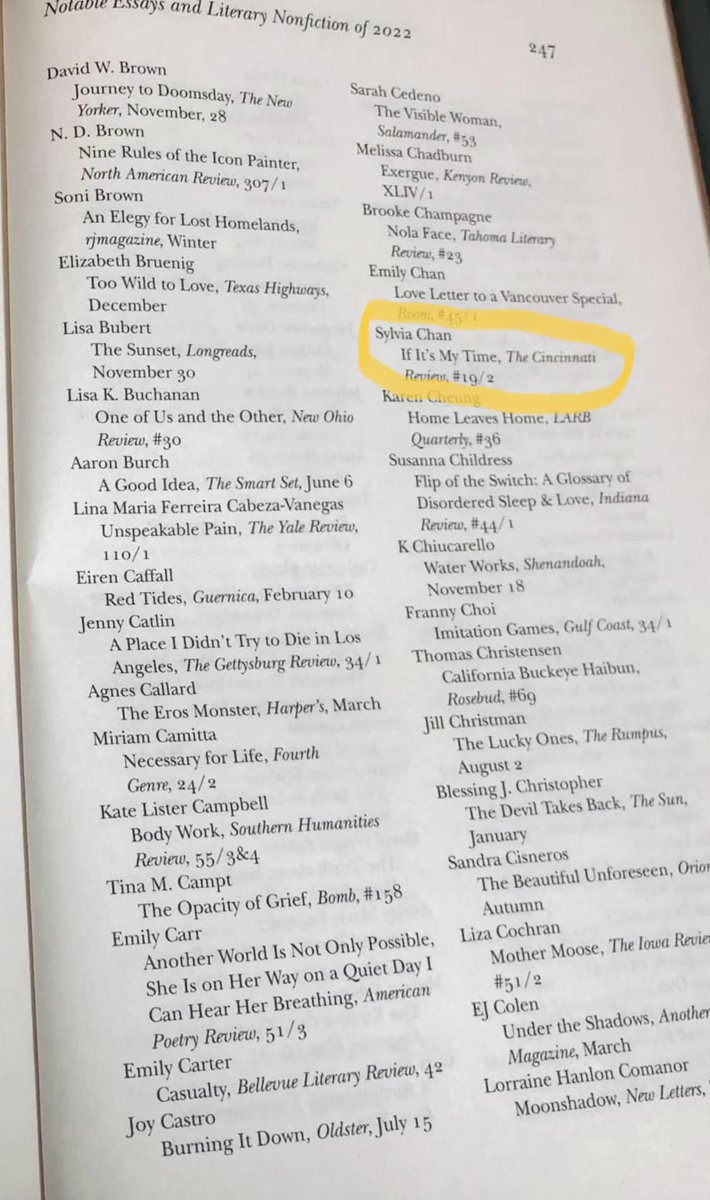 Notable Essays and Literary Nonfiction of 2022
247
David W. Brown
Journey to Doomsday, The New
Yorker, November, 28
N. D. Brown
Nine Rules of the Icon Painter,
North American Review, 307/1
Soni Brown
An Elegy for Lost Homelands,
rjmagazine, Winter
Elizabeth Bruenig
Too Wild to Love, Texas Highways,
December
Lisa Bubert
The Sunset, Longreads,
November 30
Lisa K. Buchanan
One of Us and the Other, New Ohio
Review, #30
Aaron Burch
A Good Idea, The Smart Set, June 6
Lina Maria Ferreira Cabeza-Vanegas
Unspeakable Pain, The Yale Review,
110/1
Eiren Caffall
Red Tides, Guernica, February 10
Jenny Catlin
A Place I Didn't Try to Die in Los
Angeles, The Gettysburg Review, 34/1
Agnes Callard
The Eros Monster, Harper's, March
Miriam Camitta
Necessary for Life, Fourth
Genre, 24/2
Kate Lister Campbell
Body Work, Southern Humanities
Review, 55/3&4
Tina M. Campt
The Opacity of Grief, Bomb, #158
Emily Carr
Another World Is Not Only Possible,
She Is on Her Way on a Quiet Day I
Can Hear Her Breathing, American
Poetry Review, 51/3
Emily Carter
Casualty, Bellevue Literary Review, 42
Joy Castro
Burning It Down, Oldster, July 15
Sarah Cedeno
The Visible Woman,
Salamander, #53
Melissa Chadburn
Exergue, Kenyon Review,
XLIV/1
Brooke Champagne
Nola Face, Tahoma Literary
Review, #23
Emily Chan
Love Letter to a Vancouver Special,
Room, #45/1
Sylvia Chan
If It's My Time, The Cincinnati
Review, #19/2
Karen Cheung
Home Leaves Home, LARB
Quarterly, #36
Susanna Childress
Flip of the Switch: A Glossary of
Disordered Sleep & Love, Indiana
Review, #44/1
K Chiucarello
Water Works, Shenandoah,
November 18
Franny Choi
Imitation Games, Gulf Coast, 34/1
Thomas Christensen
California Buckeye Haibun,
Rosebud, #69
Jill Christman
The Lucky Ones, The Rumpus,
August 2
Blessing J. Christopher
The Devil Takes Back, The Sun,
January
Sandra Cisneros
The Beautiful Unforeseen, Orion
Autumn
Liza Cochran
Mother Moose, The Iowa Review
#51/2
EJ Colen
Under the Shadows, Another
Magazine, March
Lorraine Hanlon Comanor
Moonshadow, New Letters,